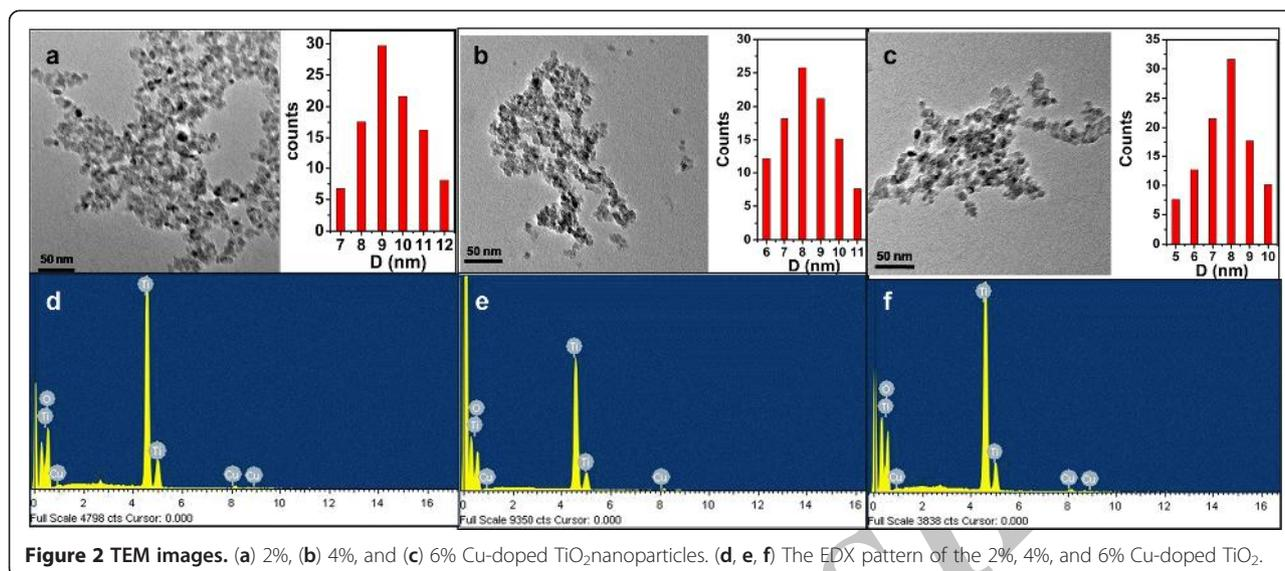 a
30
25
20
15
10
5
0
counts
7 8 9 10 11 12
D (nm)
50 nm
b
30
25
20
15
10
5
0
Counts
6 7 8 9 10 11
D (nm)
50 nm
c
35
30
25
20
15
10
5
0
Counts
5 6 7 8 9 10
D (nm)
50 nm
d
Ti
O
Ti
Ti
Cu
Cu
Cu
0 2 4 6 8 10 12 14 16
Full Scale 4798 cts Cursor: 0.000
e
Ti
O
Ti
Ti
Cu
Cu
0 2 4 6 8 10 12 14 16
Full Scale 9350 cts Cursor: 0.000
f
Ti
O
Ti
Ti
Cu
Cu
Cu
0 2 4 6 8 10 12 14 16
Full Scale 3838 cts Cursor: 0.000
Figure 2 TEM images. (a) 2%, (b) 4%, and (c) 6% Cu-doped TiO₂nanoparticles. (d, e, f) The EDX pattern of the 2%, 4%, and 6% Cu-doped TiO₂.